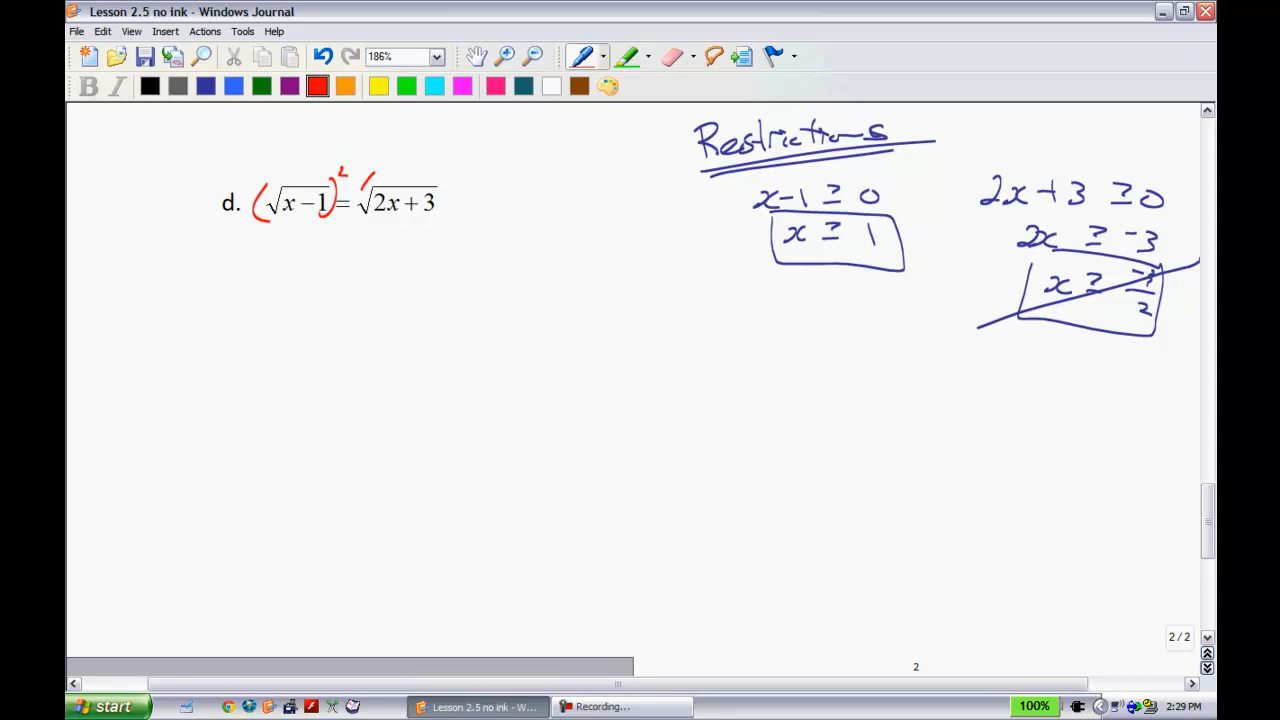 Lesson 2.5 no ink - Windows Journal
File Edit View Insert Actions Tools Help
186%
B I
Restrictions
d. (√x − 1)² = (√2x + 3
x-1 ≥ 0
x ≥ 1
2x+3 ≥0
2x ≥ -3
x ≥ -3/2
2 / 2
2
start
Lesson 2.5 no ink - W...
Recording...
100%
2:29 PM